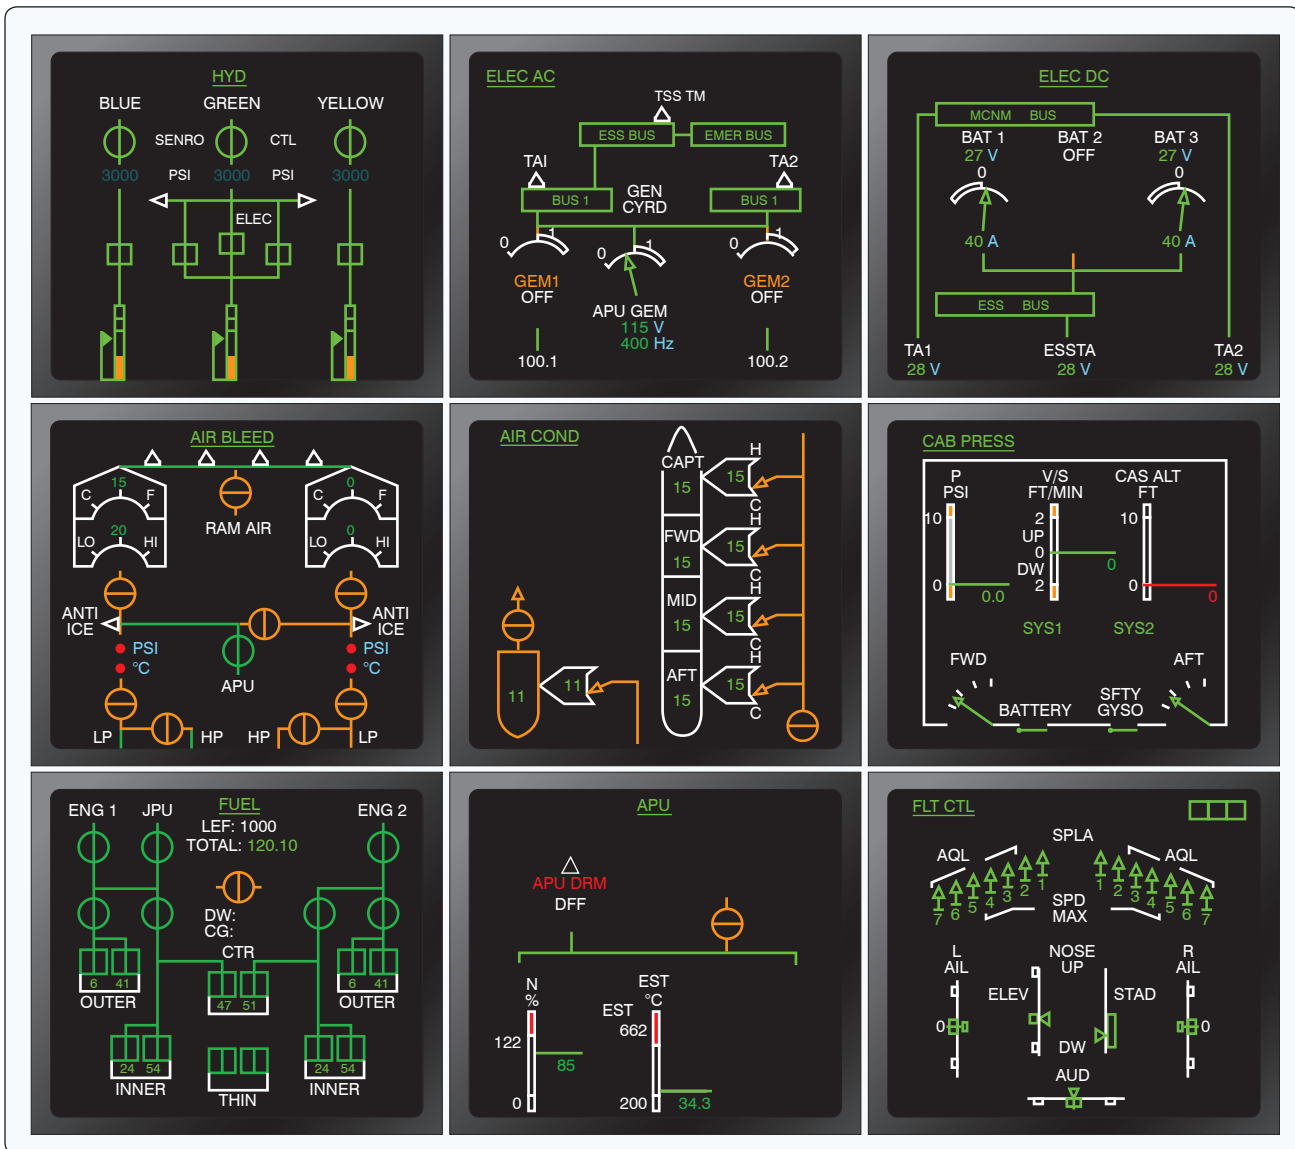 HYD
BLUE GREEN YELLOW
SENRO CTL
3000 PSI 3000 PSI 3000
ELEC
ELEC AC
TSS TM
ESS BUS EMER BUS
TAI TA2
BUS 1 GEN CYRD BUS 1
0 1 0 1 0 1
GEM1 OFF
GEM2 OFF
APU GEM
115 V
400 Hz
100.1 100.2
ELEC DC
MCNM BUS
BAT 1 BAT 2 BAT 3
27 V OFF 27 V
0 0
40 A 40 A
ESS BUS
TA1 ESSTA TA2
28 V 28 V 28 V
AIR BLEED
15 0
C F C F
RAM AIR
20 0
LO HI LO HI
ANTI ICE ANTI ICE
PSI PSI
°C °C
APU
LP HP HP LP
AIR COND
CAPT H
15 15
C
H
FWD 15
15
C
H
MID 15
15
C
H
AFT 15
15
C
11 11
CAB PRESS
P PSI V/S FT/MIN CAS ALT FT
10 2 10
UP
0 0
DW
0 2 0
0.0 0
SYS1 SYS2
FWD AFT
BATTERY SFTY GYSO
FUEL
ENG 1 JPU ENG 2
LEF: 1000
TOTAL: 120.10
DW:
CG:
CTR
6 41 47 51 6 41
OUTER OUTER
24 54 24 54
INNER THIN INNER
APU
APU DRM
DFF
N %
EST °C
EST
122 662
85
0 200 34.3
FLT CTL
SPLA
AQL AQL
7 6 5 4 3 2 1 1 2 3 4 5 6 7
SPD MAX
L AIL NOSE UP R AIL
ELEV STAD
0 0
DW
AUD